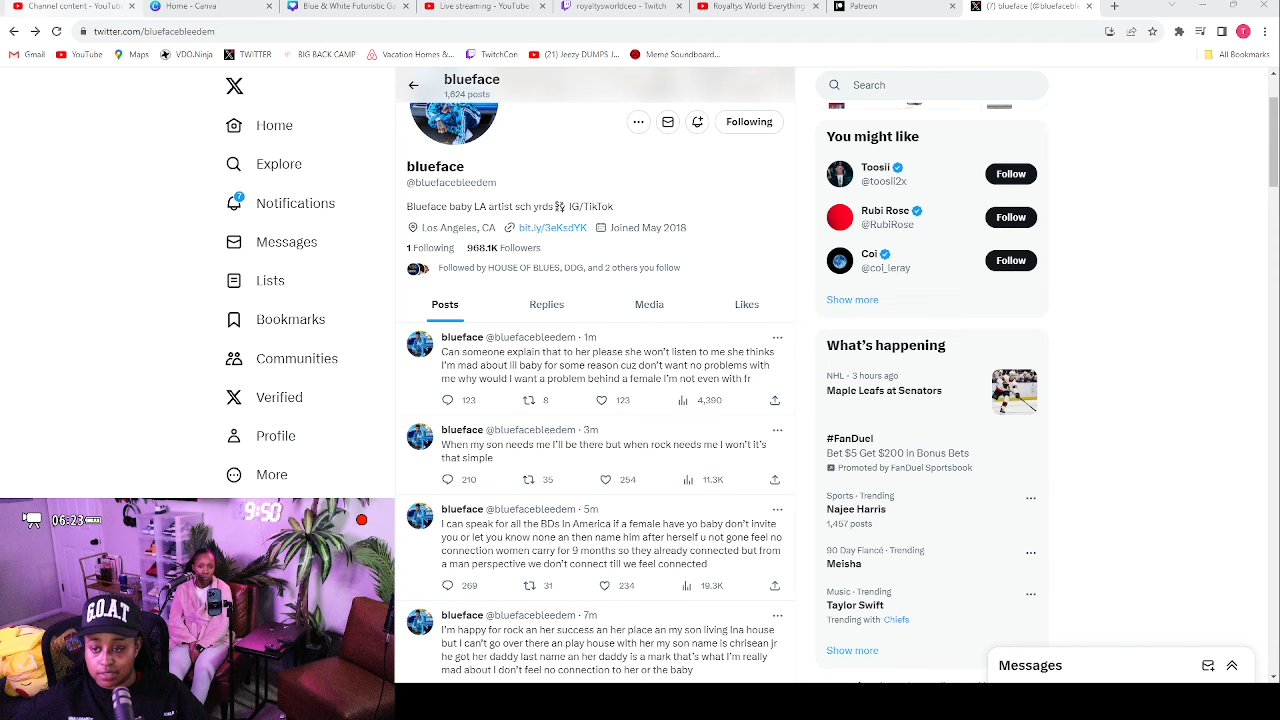 Channel content - YouTub
Home - Canva
Blue & White Futuristic G
Live streaming - YouTube
royaltysworldceo - Twitch
Royaltys World Everything
Patreon
(7) blueface (@bluefaceble
twitter.com/bluefacebleedem
Gmail
YouTube
Maps
VDO.Ninja
TWITTER
BIG BACK CAMP
Vacation Homes &...
TwitchCon
(21) Jeezy DUMPS J...
Meme Soundboard...
All Bookmarks
blueface
1,624 posts
Following
blueface
@bluefacebleedem
Blueface baby LA artist sch yrds IG/TikTok
Los Angeles, CA bit.ly/3eKsdYK Joined May 2018
1 Following 968.1K Followers
Followed by HOUSE OF BLUES, DDG, and 2 others you follow
Posts Replies Media Likes
blueface @bluefacebleedem · 1m
Can someone explain that to her please she won't listen to me she thinks
I'm mad about lil baby for some reason cuz don't want no problems with
me why would I want a problem behind a female I'm not even with fr
123 8 123 4,390
blueface @bluefacebleedem · 3m
When my son needs me I'll be there but when rock needs me I won't it's
that simple
210 35 254 11.3K
blueface @bluefacebleedem · 5m
I can speak for all the BDs In America if a female have yo baby don't invite
you or let you know none an then name him after herself u not gone feel no
connection women carry for 9 months so they already connected but from
a man perspective we don't connect till we feel connected
269 31 234 19.3K
blueface @bluefacebleedem · 7m
I'm happy for rock an her success an her place an my son living Ina house
but I can't go over there an play house with her my son name is chrisean jr
he got her daddy last name an her daddy is a mark that's what I'm really
mad about I don't feel no connection to her or the baby
Home
Explore
7
Notifications
Messages
Lists
Bookmarks
Communities
Verified
Profile
More
Search
You might like
Toosii
@toosii2x
Follow
Rubi Rose
@RubiRose
Follow
Coi
@coi_leray
Follow
Show more
What's happening
NHL · 3 hours ago
Maple Leafs at Senators
#FanDuel
Bet $5 Get $200 in Bonus Bets
Promoted by FanDuel Sportsbook
Sports · Trending
Najee Harris
1,457 posts
90 Day Fiancé · Trending
Meisha
Music · Trending
Taylor Swift
Trending with Chiefs
Show more
Messages
06:23
9:50
G.O.A.T
T